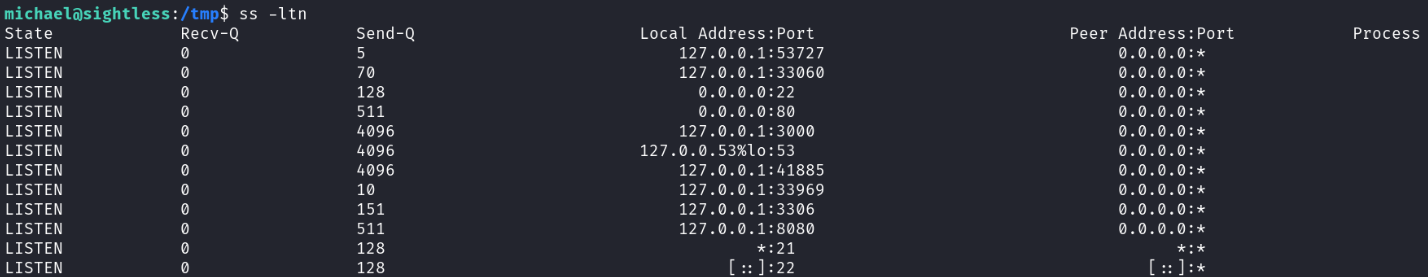 michael@sightless:/tmp$ ss -ltn
State Recv-Q Send-Q Local Address:Port Peer Address:Port Process
LISTEN 0 5 127.0.0.1:53727 0.0.0.0:*
LISTEN 0 70 127.0.0.1:33060 0.0.0.0:*
LISTEN 0 128 0.0.0.0:22 0.0.0.0:*
LISTEN 0 511 0.0.0.0:80 0.0.0.0:*
LISTEN 0 4096 127.0.0.1:3000 0.0.0.0:*
LISTEN 0 4096 127.0.0.53%lo:53 0.0.0.0:*
LISTEN 0 4096 127.0.0.1:41885 0.0.0.0:*
LISTEN 0 10 127.0.0.1:33969 0.0.0.0:*
LISTEN 0 151 127.0.0.1:3306 0.0.0.0:*
LISTEN 0 511 127.0.0.1:8080 0.0.0.0:*
LISTEN 0 128 *:21 *:*
LISTEN 0 128 [::]:22 [::]:*